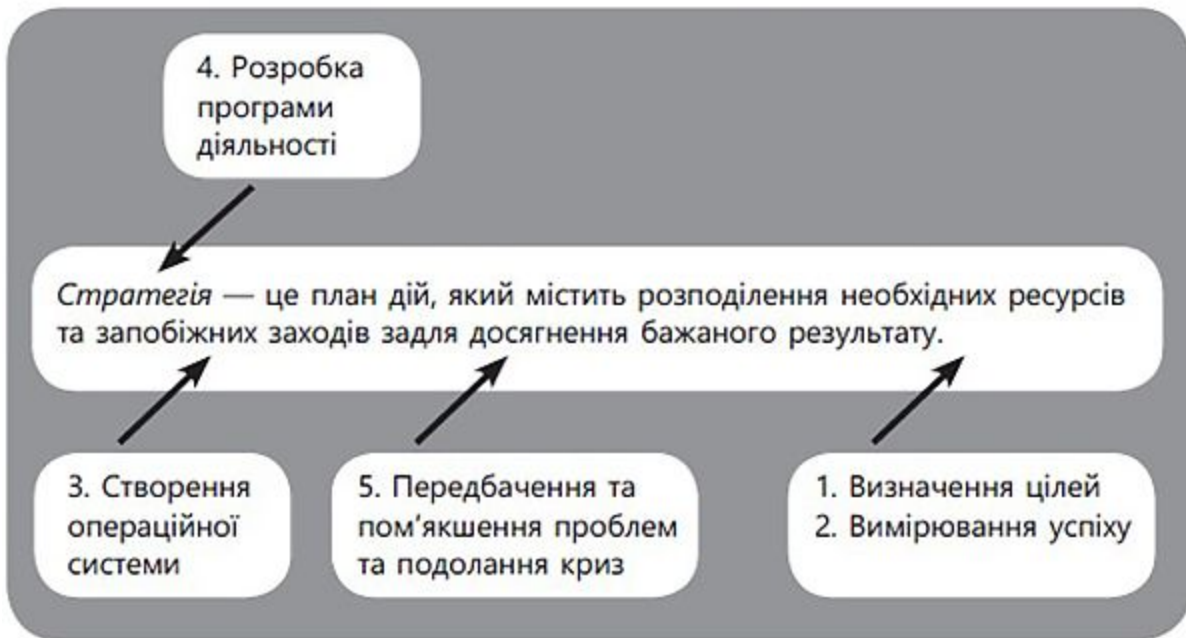 4. Розробка
програми
діяльності
Стратегія — це план дій, який містить розподілення необхідних ресурсів
та запобіжних заходів задля досягнення бажаного результату.
3. Створення
операційної
системи
5. Передбачення та
пом’якшення проблем
та подолання криз
1. Визначення цілей
2. Вимірювання успіху